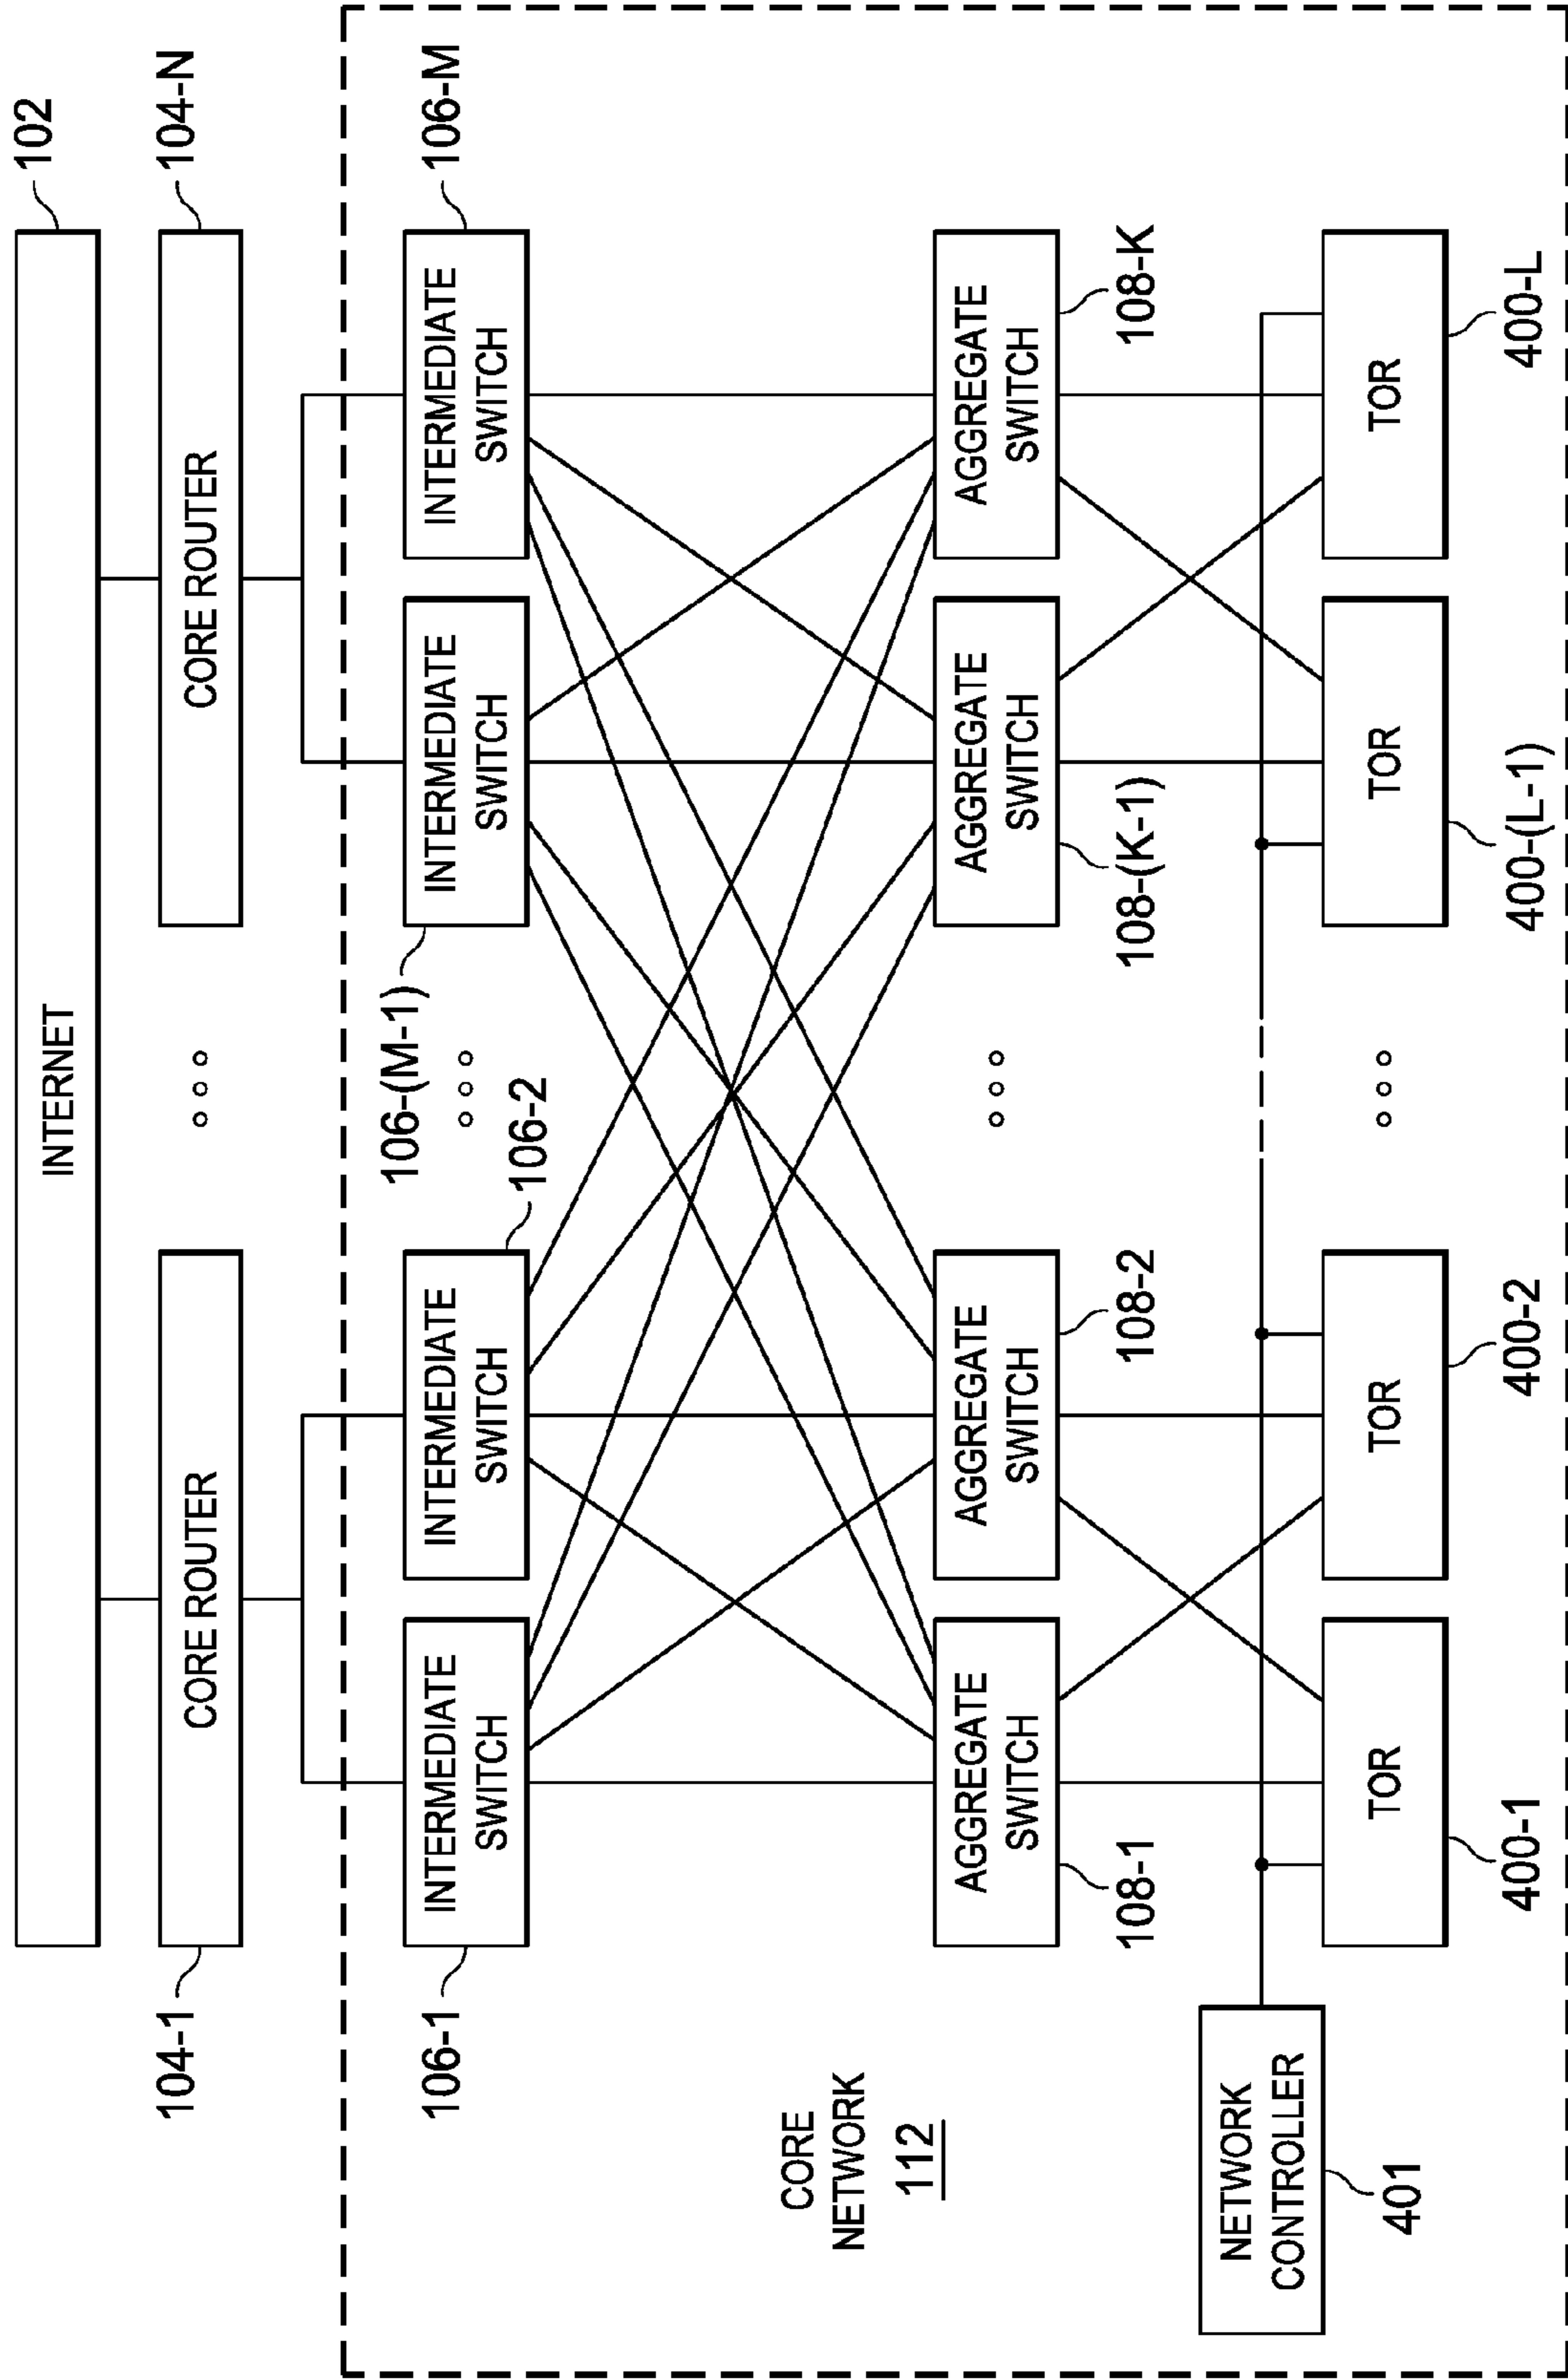 INTERNET
102
CORE ROUTER
104-1
CORE ROUTER
104-N
INTERMEDIATE
SWITCH
106-1
INTERMEDIATE
SWITCH
106-2
106-(M-1)
INTERMEDIATE
SWITCH
INTERMEDIATE
SWITCH
106-M
CORE
NETWORK
112
AGGREGATE
SWITCH
108-1
AGGREGATE
SWITCH
108-2
AGGREGATE
SWITCH
108-(K-1)
AGGREGATE
SWITCH
108-K
NETWORK
CONTROLLER
401
TOR
400-1
TOR
400-2
TOR
400-(L-1)
TOR
400-L